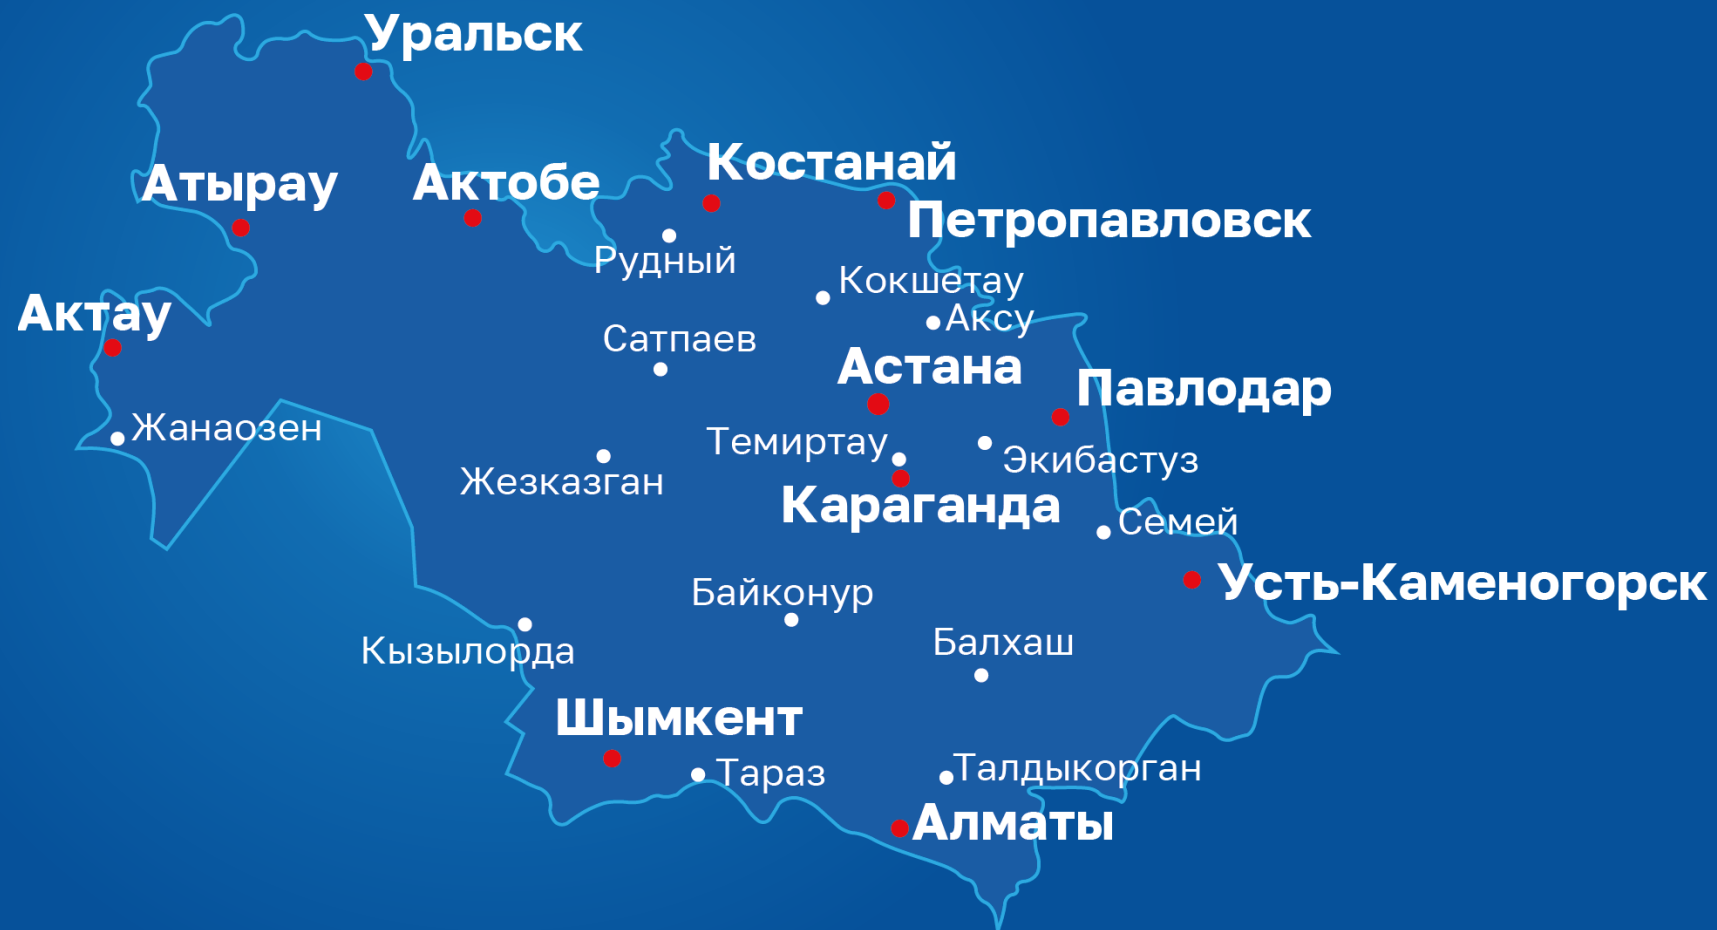 Уральск
Костанай
Атырау
Актобе
Петропавловск
Рудный
Кокшетау
Актау
Аксу
Сатпаев
Астана
Павлодар
Жанаозен
Темиртау
Экибастуз
Жезказган
Караганда
Семей
Усть-Каменогорск
Байконур
Балхаш
Кызылорда
Шымкент
Тараз
Талдыкорган
Алматы